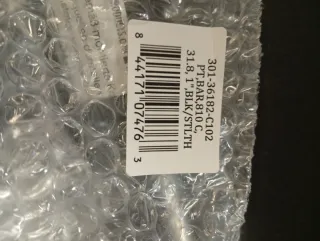 301-36182-C102
PT,BAR,810 C,
31.8, 1",BLK/STLTH
8 44171 07476 3